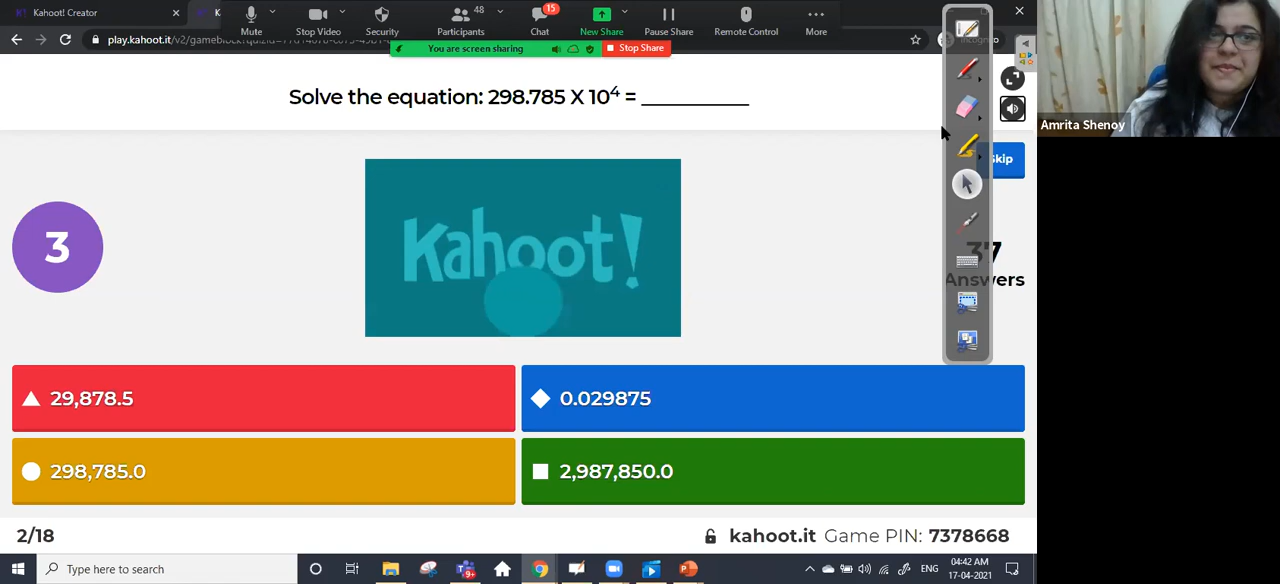 Kahoot! Creator
K
Mute
Stop Video
Security
48
Participants
15
Chat
New Share
Pause Share
Remote Control
More
You are screen sharing
Stop Share
Incognito
Solve the equation: 298.785 X 10⁴ = __________
Amrita Shenoy
Skip
3
Kahoot!
37
Answers
29,878.5
0.029875
298,785.0
2,987,850.0
2/18
kahoot.it Game PIN: 7378668
Type here to search
ENG
04:42 AM
17-04-2021